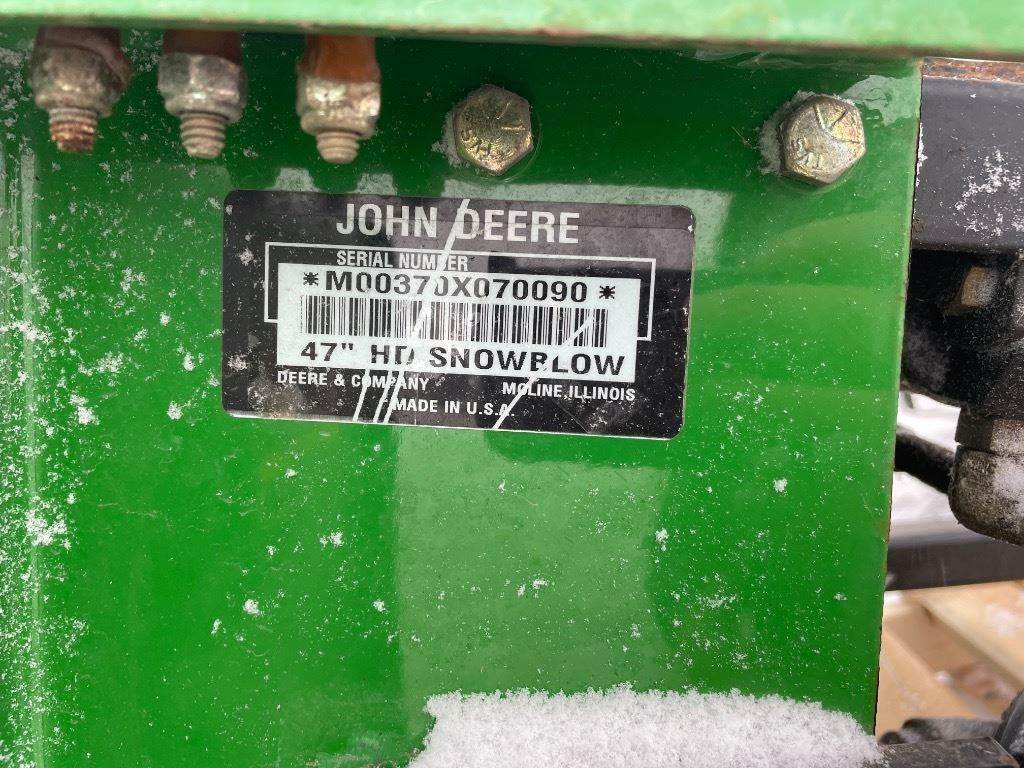 JOHN DEERE
SERIAL NUMBER
*M00370X070090*
47" HD SNOWBLOW
DEERE & COMPANY MOLINE, ILLINOIS
MADE IN U.S.A.